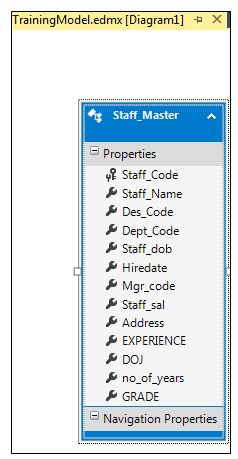 TrainingModel.edmx [Diagram1]
Staff_Master
Properties
Staff_Code
Staff_Name
Des_Code
Dept_Code
Staff_dob
Hiredate
Mgr_code
Staff_sal
Address
EXPERIENCE
DOJ
no_of_years
GRADE
Navigation Properties